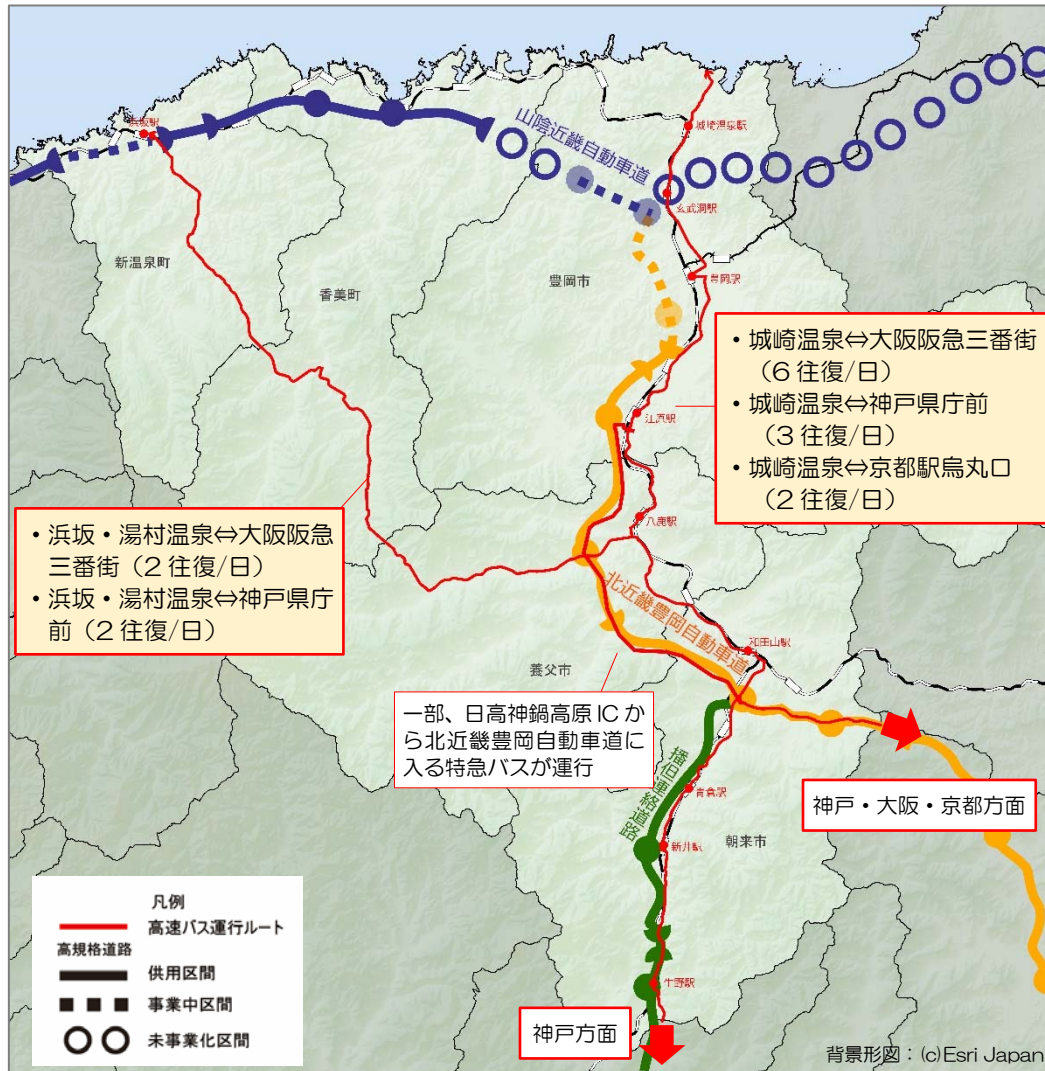 浜坂駅
山陰近畿自動車道
城崎温泉駅
玄武洞駅
新温泉町
香美町
豊岡市
豊岡駅
・城崎温泉⇔大阪阪急三番街
（6往復/日）
・城崎温泉⇔神戸県庁前
（3往復/日）
・城崎温泉⇔京都駅烏丸口
（2往復/日）
江原駅
八鹿駅
・浜坂・湯村温泉⇔大阪阪急
三番街（2往復/日）
・浜坂・湯村温泉⇔神戸県庁
前（2往復/日）
北近畿豊岡自動車道
和田山駅
養父市
一部、日高神鍋高原ICか
ら北近畿豊岡自動車道に
入る特急バスが運行
播但連絡道路
青倉駅
神戸・大阪・京都方面
新井駅
朝来市
凡例
高速バス運行ルート
高規格道路
供用区間
事業中区間
未事業化区間
生野駅
神戸方面
背景形図：(c)Esri Japan